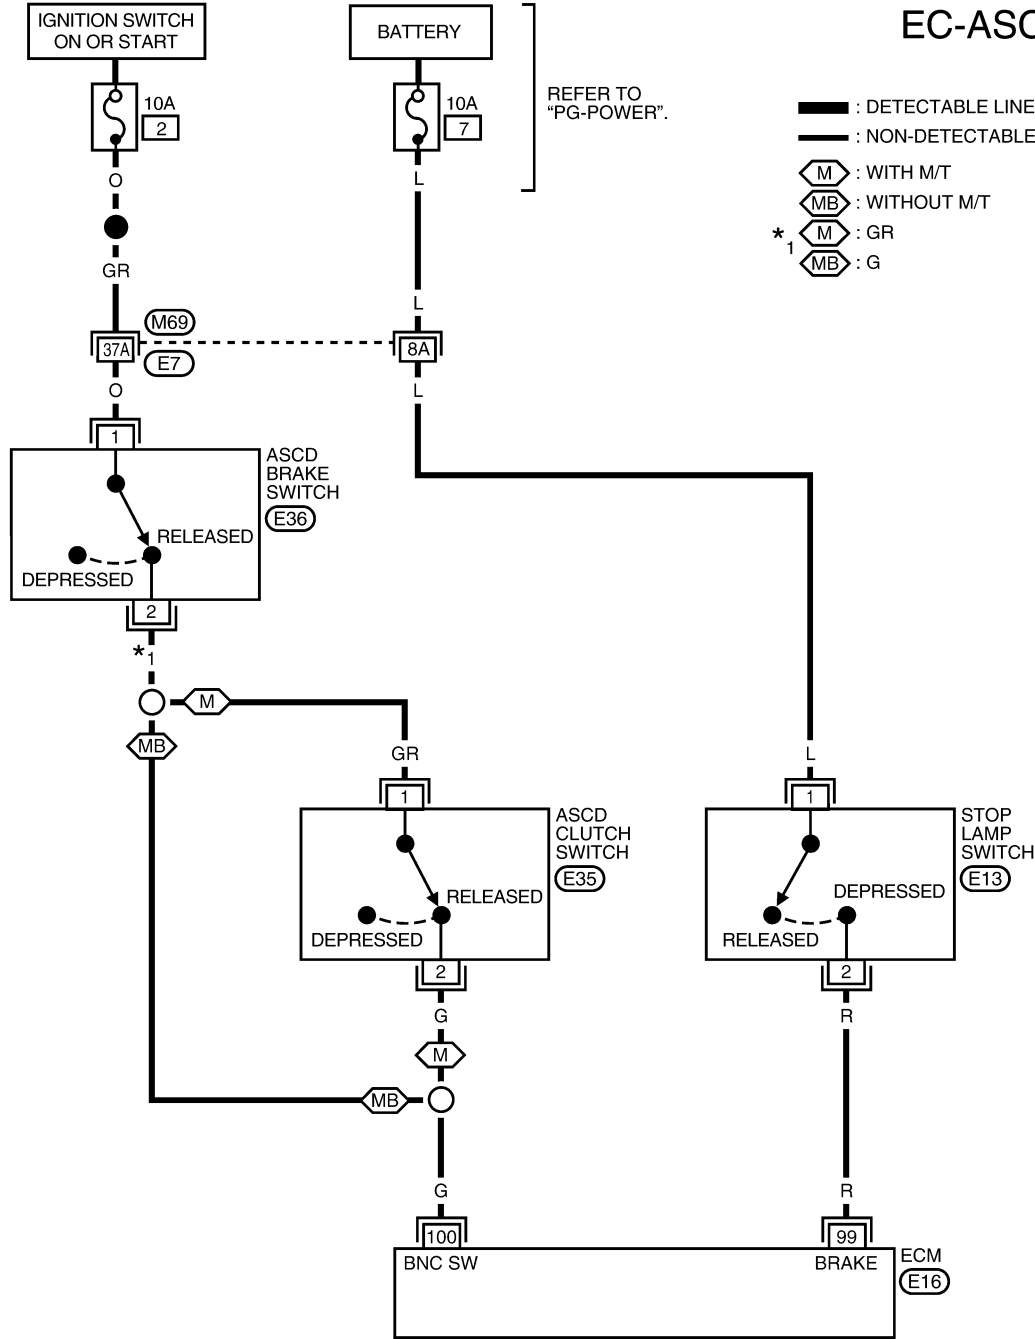 IGNITION SWITCH
ON OR START
BATTERY
EC-ASC
10A
2
10A
7
REFER TO
“PG-POWER”.
: DETECTABLE LINE
: NON-DETECTABLE
M : WITH M/T
MB : WITHOUT M/T
*1 M : GR
MB : G
O
L
GR
L
M69
37A
8A
E7
O
L
1
ASCD
BRAKE
SWITCH
E36
RELEASED
DEPRESSED
2
*1
M
MB
GR
L
1
ASCD
CLUTCH
SWITCH
E35
RELEASED
DEPRESSED
2
1
STOP
LAMP
SWITCH
E13
DEPRESSED
RELEASED
2
G
R
M
MB
G
R
100
99
BNC SW
BRAKE
ECM
E16